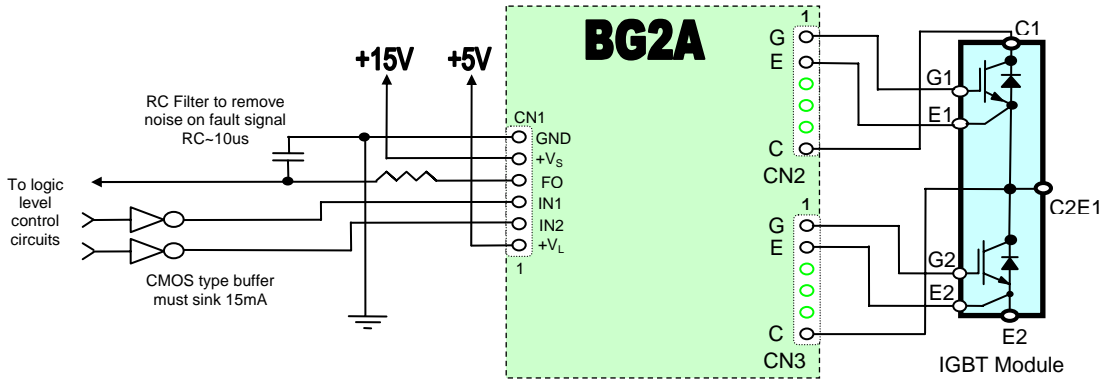 BG2A
+15V
+5V
RC Filter to remove
noise on fault signal
RC~10us
To logic
level
control
circuits
CMOS type buffer
must sink 15mA
CN1
GND
+VS
FO
IN1
IN2
+VL
1
1
G
E
C
CN2
1
G
E
C
CN3
C1
G1
E1
C2E1
G2
E2
E2
IGBT Module